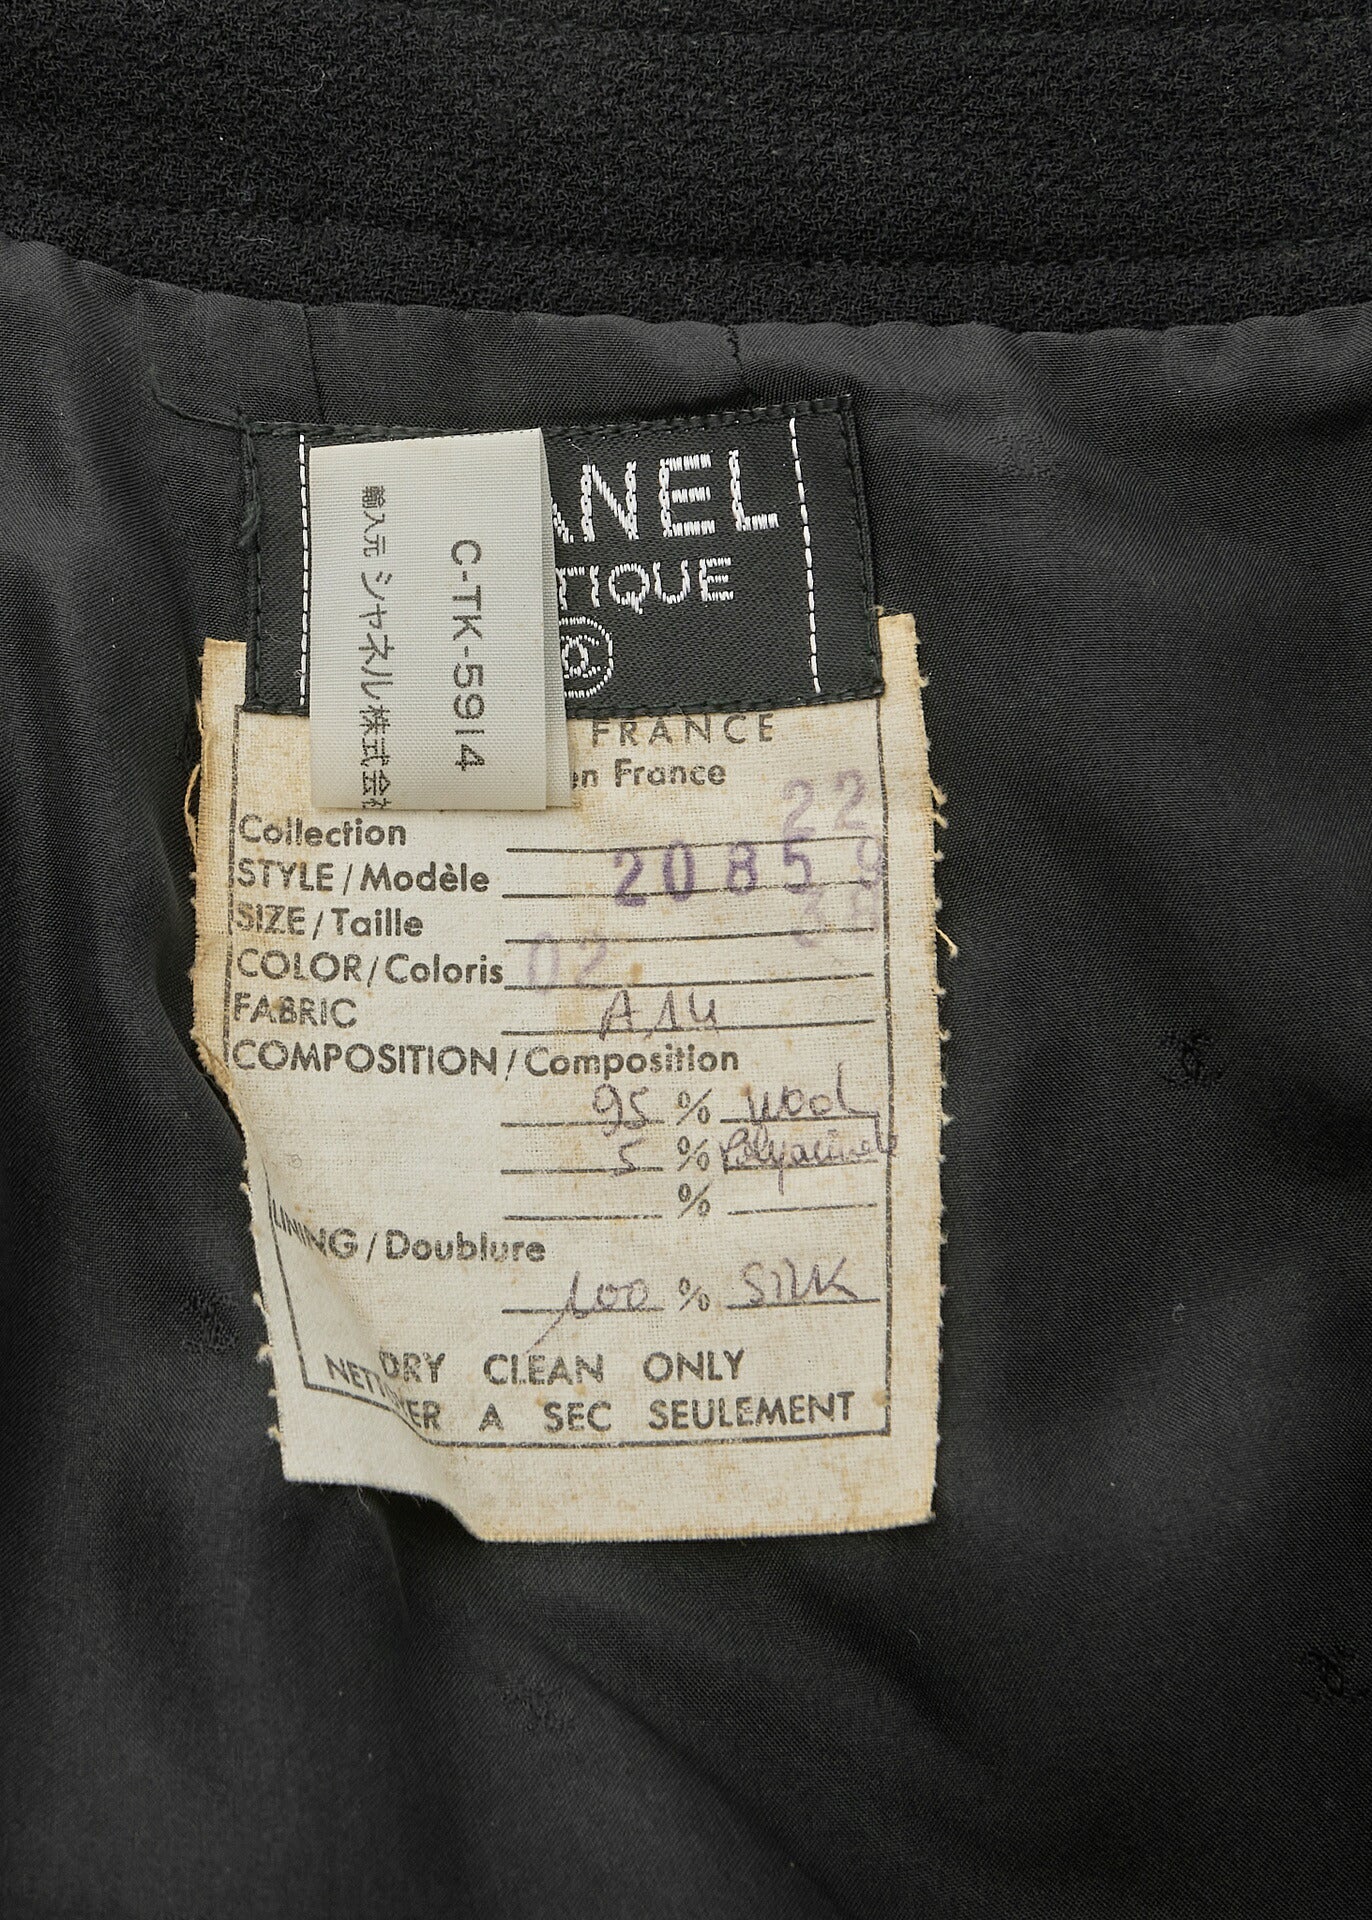 輸入元 シャネル株式会社
C-TK-5914
ANEL
TIQUE
FRANCE
en France
Collection 22
STYLE / Modèle 20859
SIZE / Taille 38
COLOR / Coloris 02
FABRIC A14
COMPOSITION / Composition
95 % wool
5 %
%
LINING / Doublure
100 % SILK
DRY CLEAN ONLY
NETT ER A SEC SEULEMENT